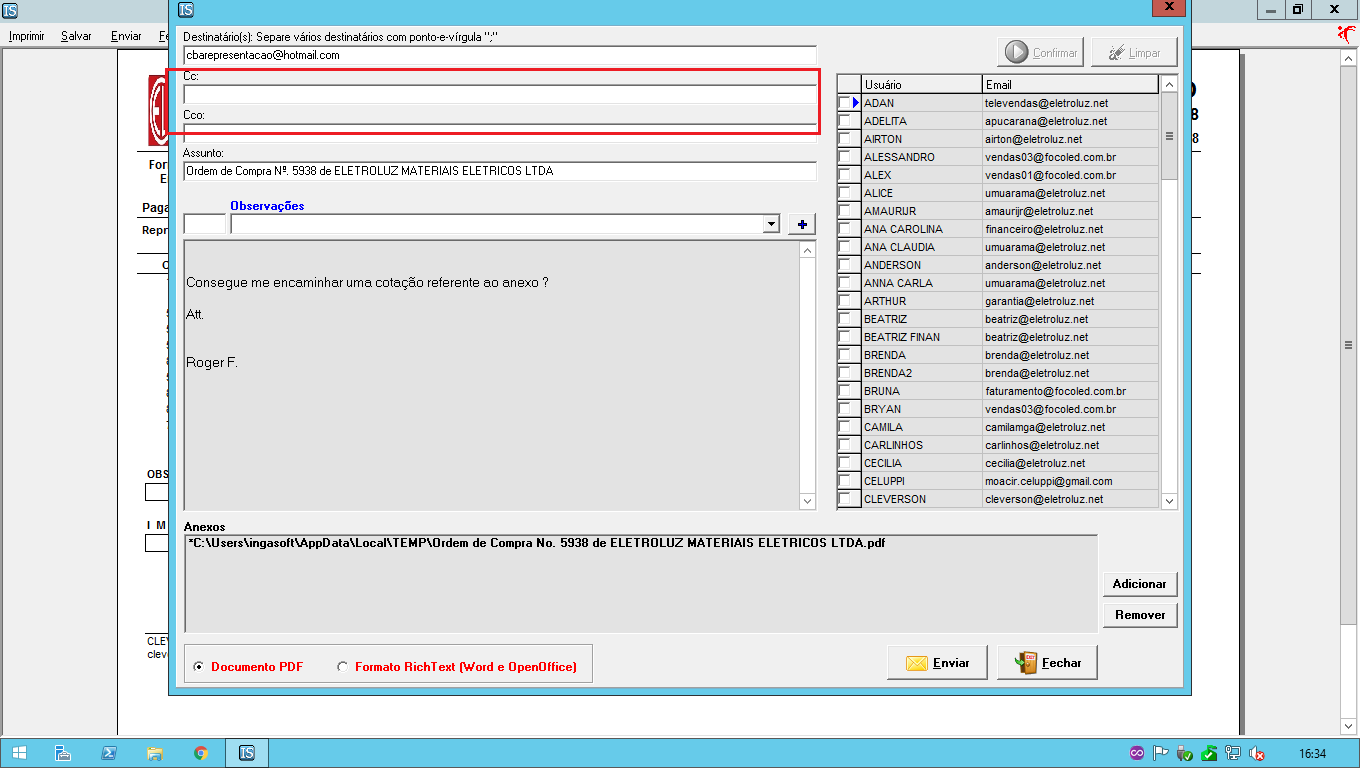 IS
IS
X
Imprimir Salvar Enviar Fe
Destinatário(s): Separe vários destinatários com ponto-e-vírgula ";"
cbarepresentacao@hotmail.com
Confirmar Limpar
Cc:
Cco:
Assunto:
Ordem de Compra Nº. 5938 de ELETROLUZ MATERIAIS ELETRICOS LTDA
Observações
+
Consegue me encaminhar uma cotação referente ao anexo ?
Att.
Roger F.
Usuário Email
ADAN televendas@eletroluz.net
ADELITA apucarana@eletroluz.net
AIRTON airton@eletroluz.net
ALESSANDRO vendas03@focoled.com.br
ALEX vendas01@focoled.com.br
ALICE umuarama@eletroluz.net
AMAURIJR amaurijr@eletroluz.net
ANA CAROLINA financeiro@eletroluz.net
ANA CLAUDIA umuarama@eletroluz.net
ANDERSON anderson@eletroluz.net
ANNA CARLA umuarama@eletroluz.net
ARTHUR garantia@eletroluz.net
BEATRIZ beatriz@eletroluz.net
BEATRIZ FINAN beatriz@eletroluz.net
BRENDA brenda@eletroluz.net
BRENDA2 brenda@eletroluz.net
BRUNA faturamento@focoled.com.br
BRYAN vendas03@focoled.com.br
CAMILA camilamga@eletroluz.net
CARLINHOS carlinhos@eletroluz.net
CECILIA cecilia@eletroluz.net
CELUPPI moacir.celuppi@gmail.com
CLEVERSON cleverson@eletroluz.net
Anexos
*C:\Users\ingasoft\AppData\Local\TEMP\Ordem de Compra No. 5938 de ELETROLUZ MATERIAIS ELETRICOS LTDA.pdf
Adicionar
Remover
Documento PDF Formato RichText (Word e OpenOffice)
Enviar Fechar
For
E
Paga
Repr
C
OBS
I M
CLEV
clev
8
8
IS
16:34